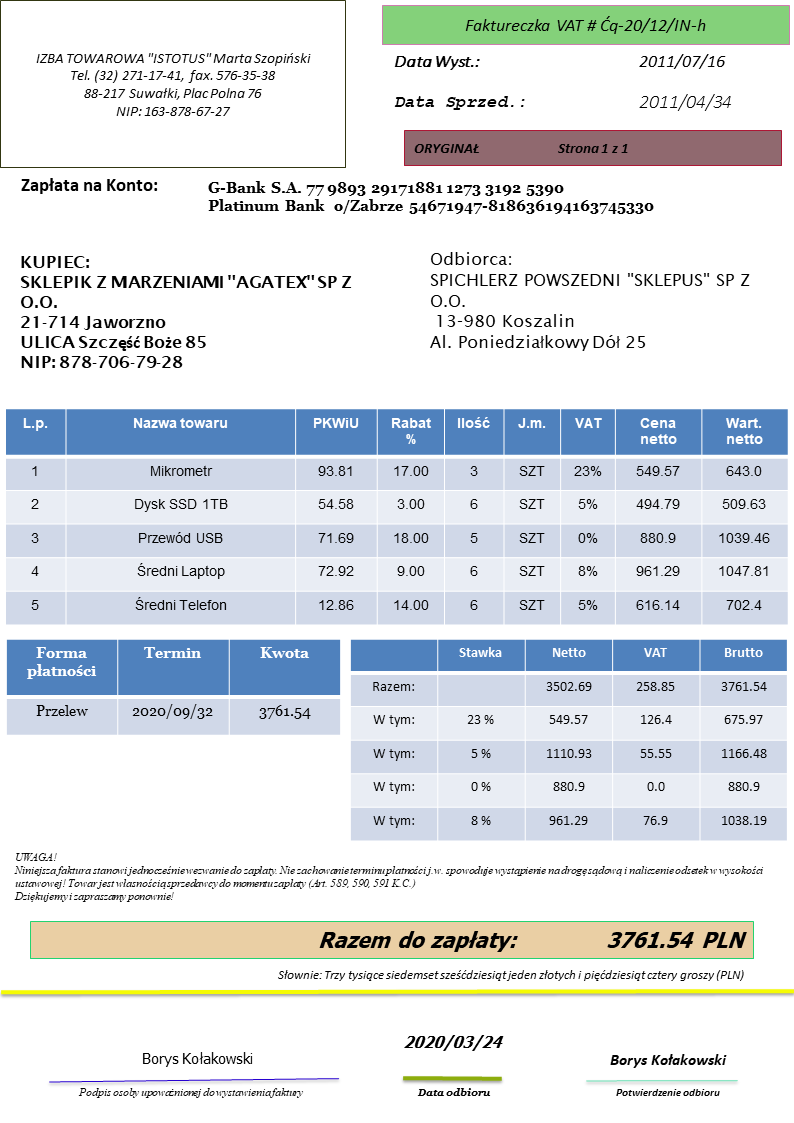 IZBA TOWAROWA "ISTOTUS" Marta Szopiński
Tel. (32) 271-17-41, fax. 576-35-38
88-217 Suwałki, Plac Polna 76
NIP: 163-878-67-27
Faktureczka VAT # Ćq-20/12/IN-h
Data Wyst.: 2011/07/16
Data Sprzed.: 2011/04/34
ORYGINAŁ Strona 1 z 1
Zapłata na Konto:
G-Bank S.A. 77 9893 29171881 1273 3192 5390
Platinum Bank o/Zabrze 54671947-818636194163745330
KUPIEC:
SKLEPIK Z MARZENIAMI "AGATEX" SP Z
O.O.
21-714 Jaworzno
ULICA Szczęść Boże 85
NIP: 878-706-79-28
Odbiorca:
SPICHLERZ POWSZEDNI "SKLEPUS" SP Z
O.O.
13-980 Koszalin
Al. Poniedziałkowy Dół 25
L.p. Nazwa towaru PKWiU Rabat % Ilość J.m. VAT Cena netto Wart. netto
1 Mikrometr 93.81 17.00 3 SZT 23% 549.57 643.0
2 Dysk SSD 1TB 54.58 3.00 6 SZT 5% 494.79 509.63
3 Przewód USB 71.69 18.00 5 SZT 0% 880.9 1039.46
4 Średni Laptop 72.92 9.00 6 SZT 8% 961.29 1047.81
5 Średni Telefon 12.86 14.00 6 SZT 5% 616.14 702.4
Forma płatności Termin Kwota
Przelew 2020/09/32 3761.54
Stawka Netto VAT Brutto
Razem: 3502.69 258.85 3761.54
W tym: 23 % 549.57 126.4 675.97
W tym: 5 % 1110.93 55.55 1166.48
W tym: 0 % 880.9 0.0 880.9
W tym: 8 % 961.29 76.9 1038.19
UWAGA!
Niniejsza faktura stanowi jednocześnie wezwanie do zapłaty. Nie zachowanie terminu płatności j.w. spowoduje wystąpienie na drogę sądową i naliczenie odsetek w wysokości
ustawowej! Towar jest własnością sprzedawcy do momentu zapłaty (Art. 589, 590, 591 K.C.)
Dziękujemy i zapraszamy ponownie!
Razem do zapłaty: 3761.54 PLN
Słownie: Trzy tysiące siedemset sześćdziesiąt jeden złotych i pięćdziesiąt cztery groszy (PLN)
Borys Kołakowski
Podpis osoby upoważnionej do wystawienia faktury
2020/03/24
Data odbioru
Borys Kołakowski
Potwierdzenie odbioru